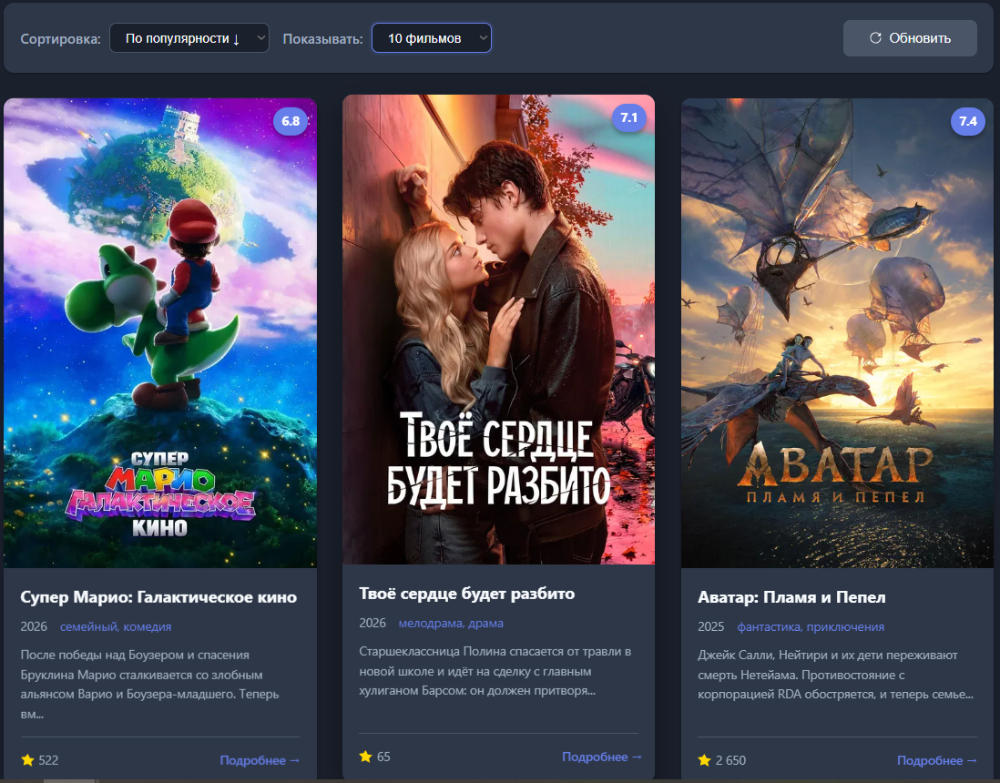 Сортировка: По популярности ↓ Показывать: 10 фильмов Обновить
6.8
СУПЕР
МАРИО
ГАЛАКТИЧЕСКОЕ
КИНО
Супер Марио: Галактическое кино
2026 семейный, комедия
После победы над Боузером и спасения
Бруклина Марио сталкивается со злобным
альянсом Варио и Боузера-младшего. Теперь
вм...
522 Подробнее →
7.1
ТВОЁ СЕРДЦЕ
БУДЕТ РАЗБИТО
Твоё сердце будет разбито
2026 мелодрама, драма
Старшеклассница Полина спасается от травли в
новой школе и идёт на сделку с главным
хулиганом Барсом: он должен притворя...
65 Подробнее →
7.4
АВАТАР
ПЛАМЯ И ПЕПЕЛ
Аватар: Пламя и Пепел
2025 фантастика, приключения
Джейк Салли, Нейтири и их дети переживают
смерть Нетейама. Противостояние с
корпорацией RDA обостряется, и теперь семье...
2 650 Подробнее →